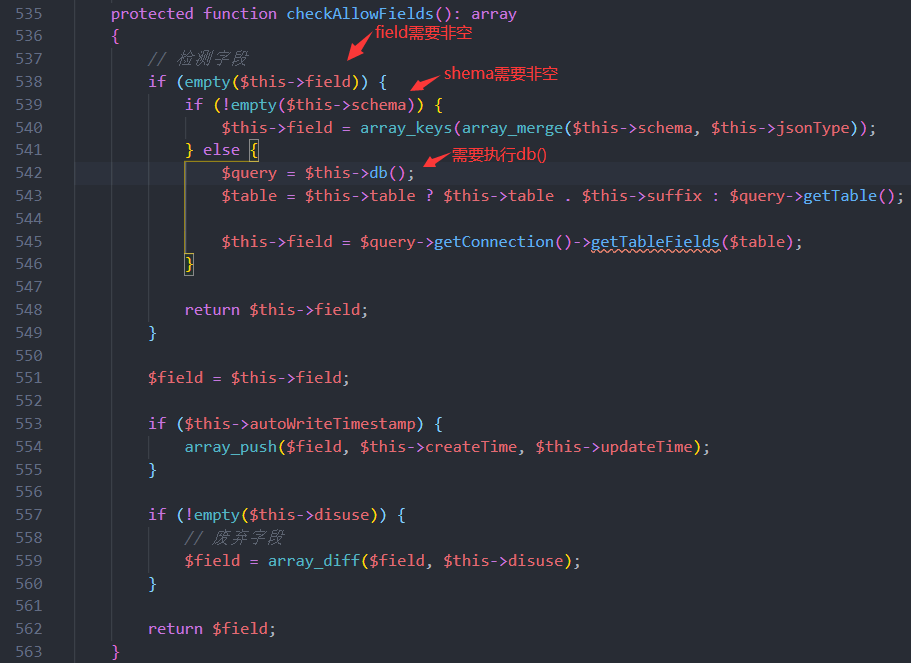 535 protected function checkAllowFields(): array
536 {
field需要非空
537 // 检测字段
538 if (empty($this->field)) {
shema需要非空
539 if (!empty($this->schema)) {
540 $this->field = array_keys(array_merge($this->schema, $this->jsonType));
541 } else {
需要执行db()
542 $query = $this->db();
543 $table = $this->table ? $this->table . $this->suffix : $query->getTable();
544
545 $this->field = $query->getConnection()->getTableFields($table);
546 }
547
548 return $this->field;
549 }
550
551 $field = $this->field;
552
553 if ($this->autoWriteTimestamp) {
554 array_push($field, $this->createTime, $this->updateTime);
555 }
556
557 if (!empty($this->disuse)) {
558 // 废弃字段
559 $field = array_diff($field, $this->disuse);
560 }
561
562 return $field;
563 }